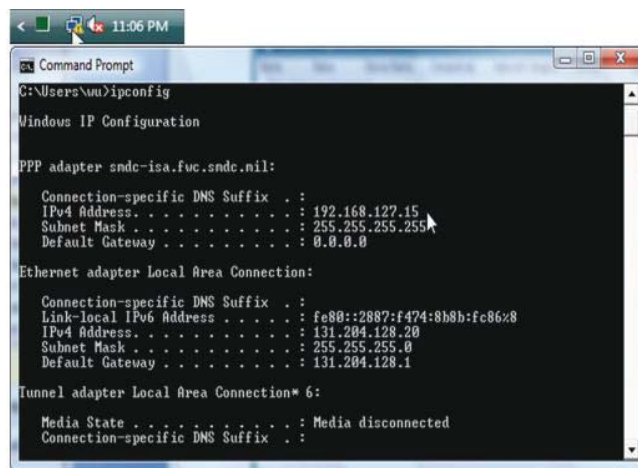 11:06 PM
Command Prompt
C:\Users\wu>ipconfig
Windows IP Configuration
PPP adapter smdc-isa.fwc.smdc.mil:
Connection-specific DNS Suffix . :
IPv4 Address. . . . . . . . . . . : 192.168.127.15
Subnet Mask . . . . . . . . . . . : 255.255.255.255
Default Gateway . . . . . . . . . : 0.0.0.0
Ethernet adapter Local Area Connection:
Connection-specific DNS Suffix . :
Link-local IPv6 Address . . . . . : fe80::2887:f474:8b8b:fc86%8
IPv4 Address. . . . . . . . . . . : 131.204.128.20
Subnet Mask . . . . . . . . . . . : 255.255.255.0
Default Gateway . . . . . . . . . : 131.204.128.1
Tunnel adapter Local Area Connection* 6:
Media State . . . . . . . . . . . : Media disconnected
Connection-specific DNS Suffix . :